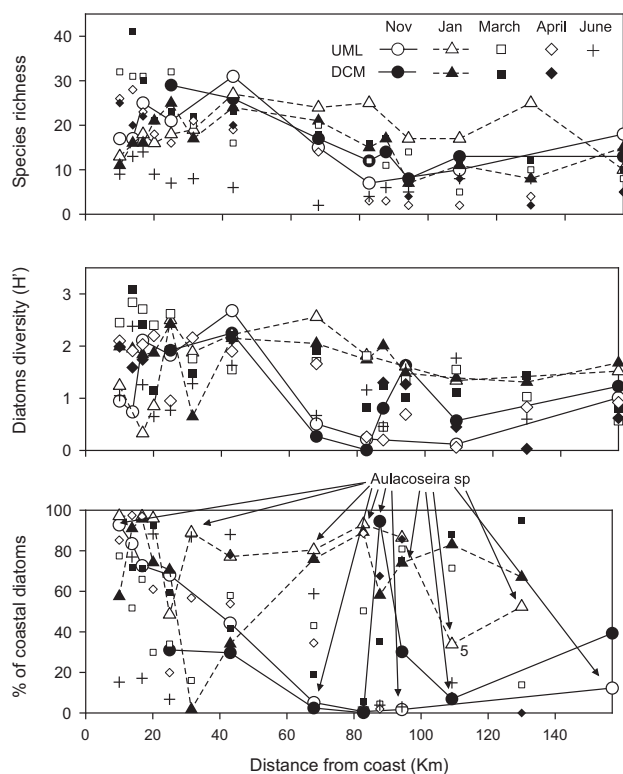 Species richness
40
30
20
10
0
Nov Jan March April June
UML
DCM
Diatoms diversity (H')
3
2
1
0
Aulacoseira sp
% of coastal diatoms
100
80
60
40
20
0
5
0 20 40 60 80 100 120 140
Distance from coast (Km)